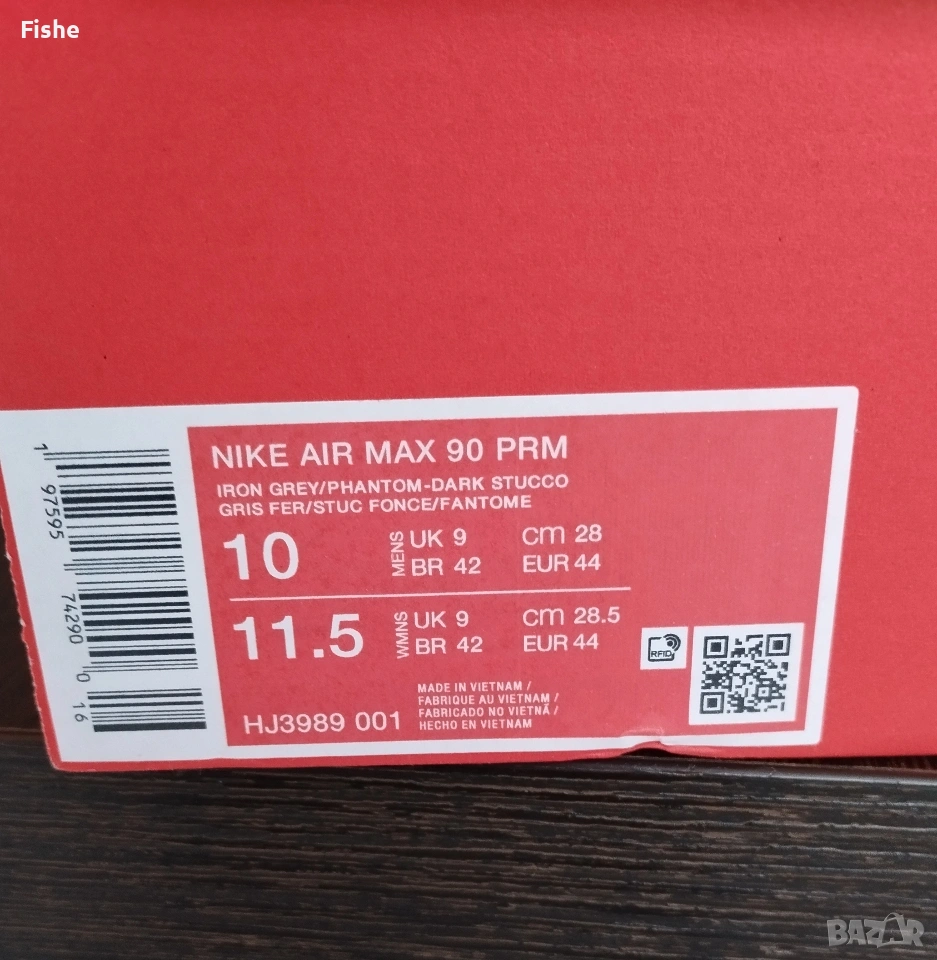 Fishe
NIKE AIR MAX 90 PRM
IRON GREY/PHANTOM-DARK STUCCO
GRIS FER/STUC FONCE/FANTOME
10 MENS UK 9 cm 28
BR 42 EUR 44
11.5 WMNS UK 9 cm 28.5
BR 42 EUR 44
RFID
HJ3989 001
MADE IN VIETNAM /
FABRIQUE AU VIETNAM /
FABRICADO NO VIETNÃ /
HECHO EN VIETNAM
1 97595 74290 0 16
BAZAR